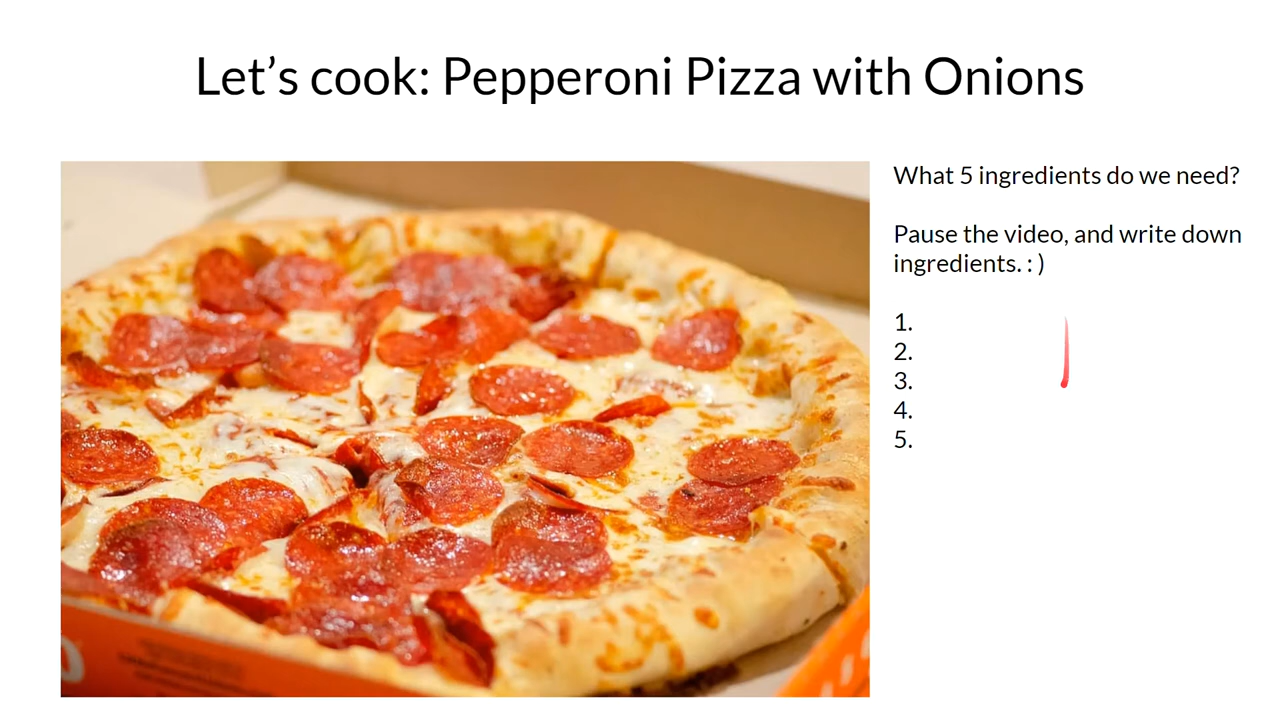 Let’s cook: Pepperoni Pizza with Onions
What 5 ingredients do we need?
Pause the video, and write down
ingredients. : )
1.
2.
3.
4.
5.